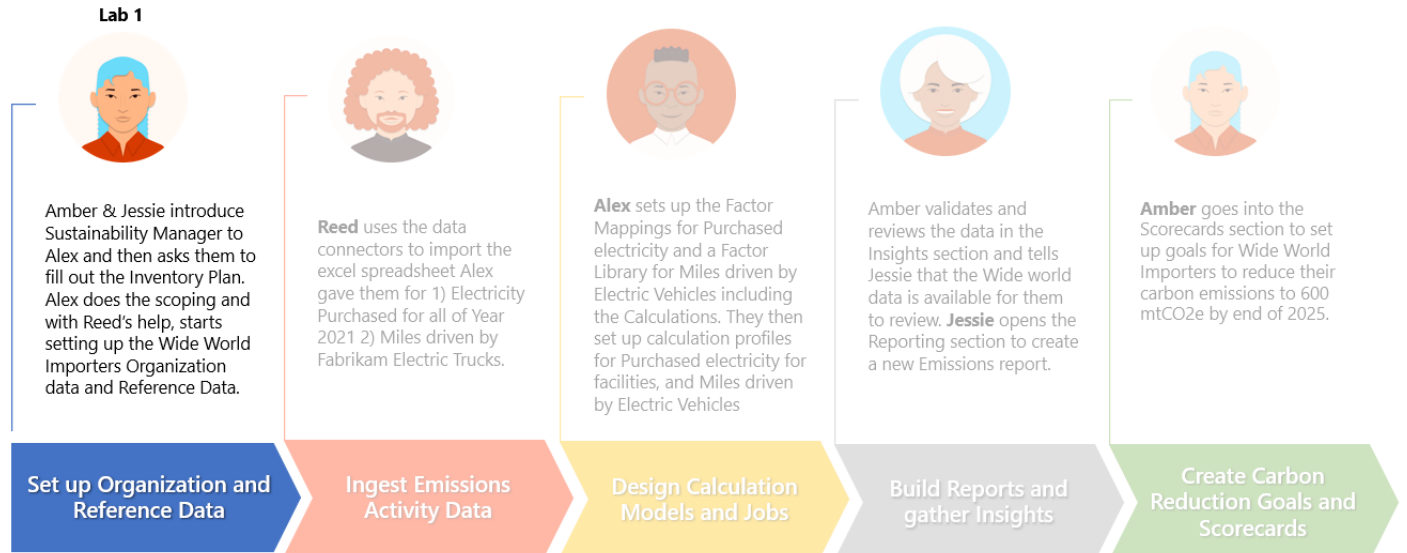 Lab 1
Amber & Jessie introduce
Sustainability Manager to
Alex and then asks them to
fill out the Inventory Plan.
Alex does the scoping and
with Reed's help, starts
setting up the Wide World
Importers Organization
data and Reference Data.
Set up Organization and
Reference Data
Reed uses the data
connectors to import the
excel spreadsheet Alex
gave them for 1) Electricity
Purchased for all of Year
2021 2) Miles driven by
Fabrikam Electric Trucks.
Ingest Emissions
Activity Data
Alex sets up the Factor
Mappings for Purchased
electricity and a Factor
Library for Miles driven by
Electric Vehicles including
the Calculations. They then
set up calculation profiles
for Purchased electricity for
facilities, and Miles driven
by Electric Vehicles
Design Calculation
Models and Jobs
Amber validates and
reviews the data in the
Insights section and tells
Jessie that the Wide world
data is available for them
to review. Jessie opens the
Reporting section to create
a new Emissions report.
Build Reports and
gather Insights
Amber goes into the
Scorecards section to set
up goals for Wide World
Importers to reduce their
carbon emissions to 600
mtCO2e by end of 2025.
Create Carbon
Reduction Goals and
Scorecards